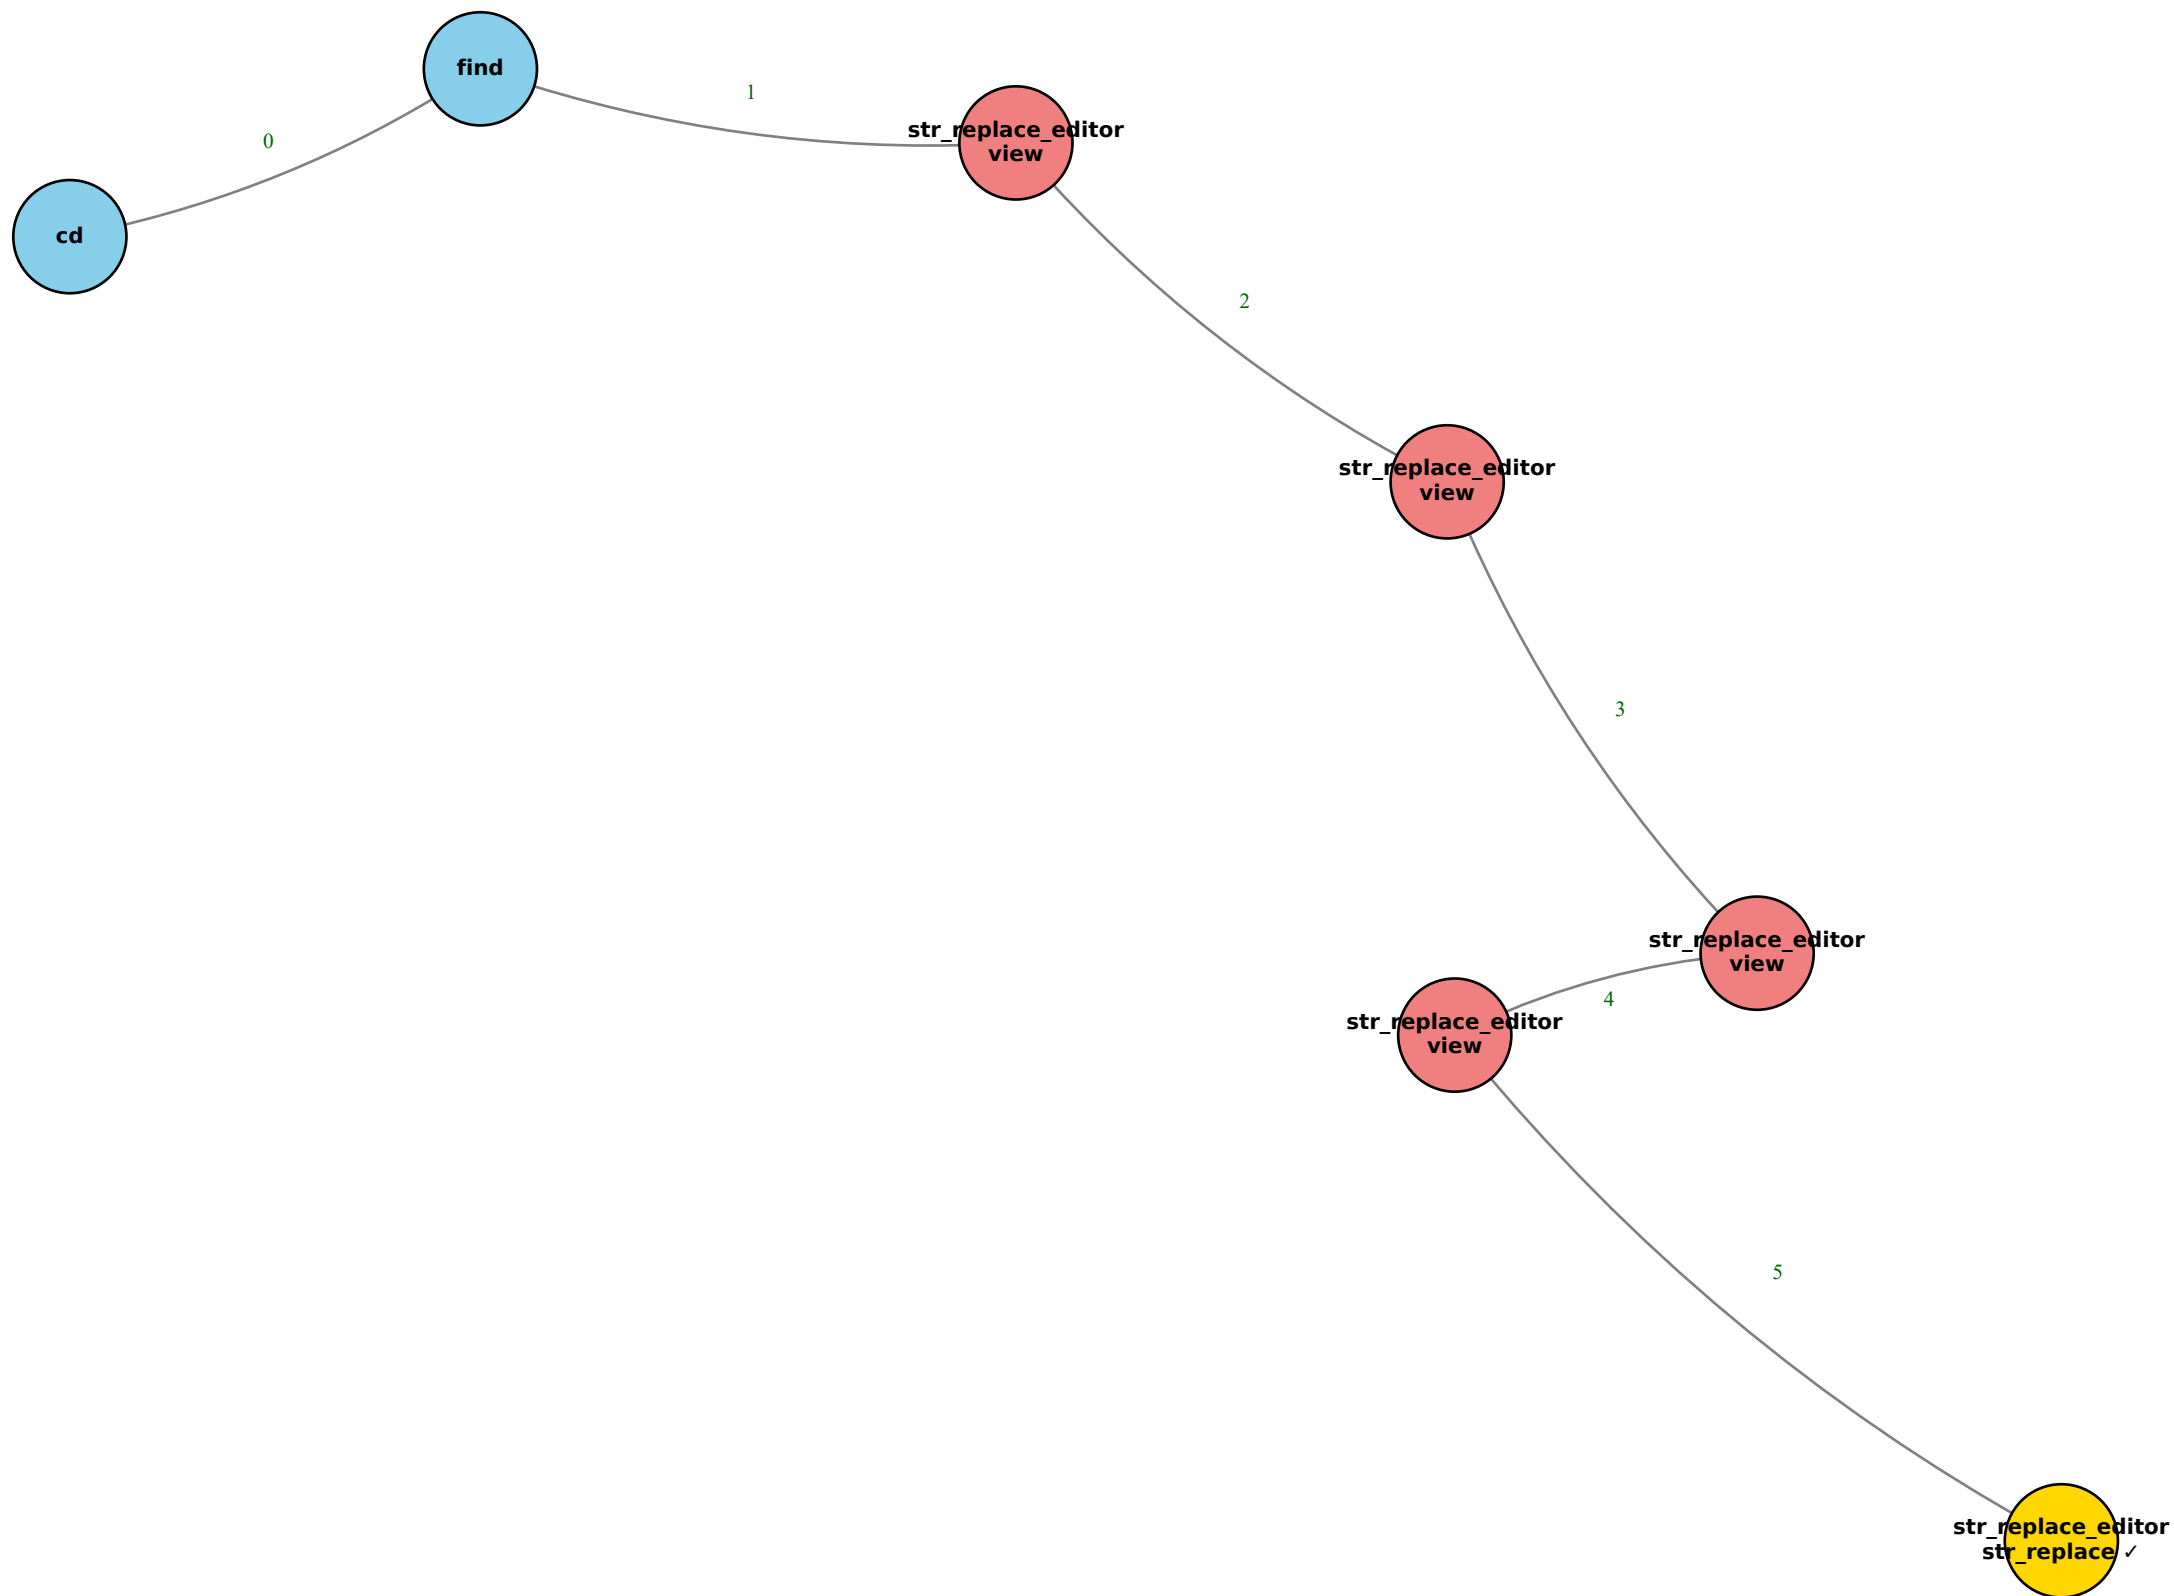 find
1
str_replace_editor
view
0
cd
2
str_replace_editor
view
3
str_replace_editor
view
4
str_replace_editor
view
5
str_replace_editor
str_replace ✓